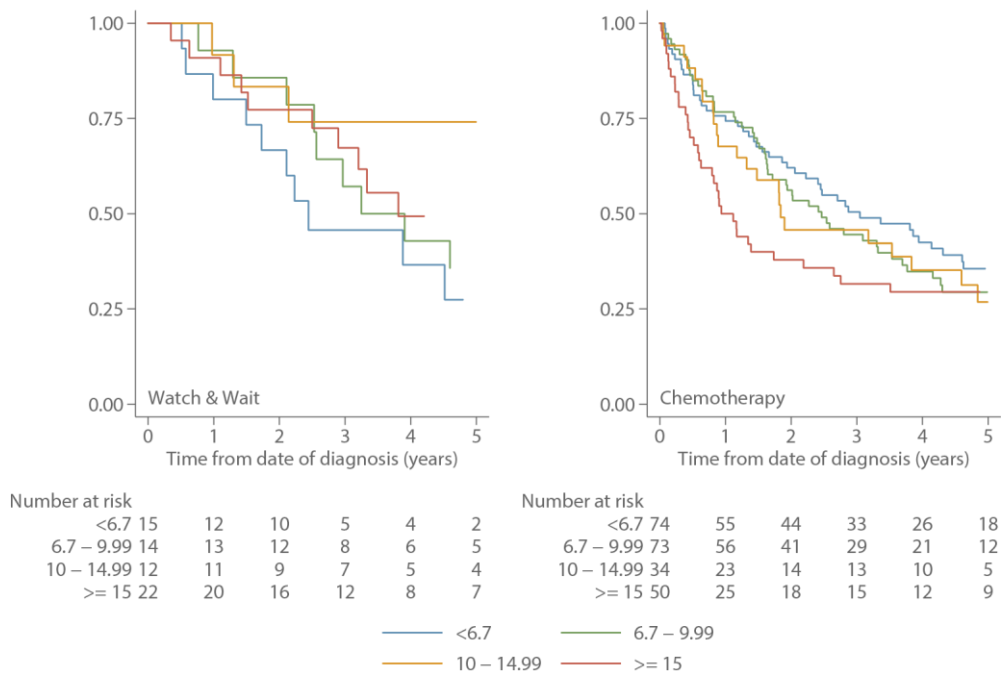 1.00
0.75
0.50
0.25
0.00
Watch & Wait
0 1 2 3 4 5
Time from date of diagnosis (years)
1.00
0.75
0.50
0.25
0.00
Chemotherapy
0 1 2 3 4 5
Time from date of diagnosis (years)
Number at risk
<6.7 15 12 10 5 4 2
6.7 – 9.99 14 13 12 8 6 5
10 – 14.99 12 11 9 7 5 4
>= 15 22 20 16 12 8 7
Number at risk
<6.7 74 55 44 33 26 18
6.7 – 9.99 73 56 41 29 21 12
10 – 14.99 34 23 14 13 10 5
>= 15 50 25 18 15 12 9
<6.7 6.7 – 9.99
10 – 14.99 >= 15